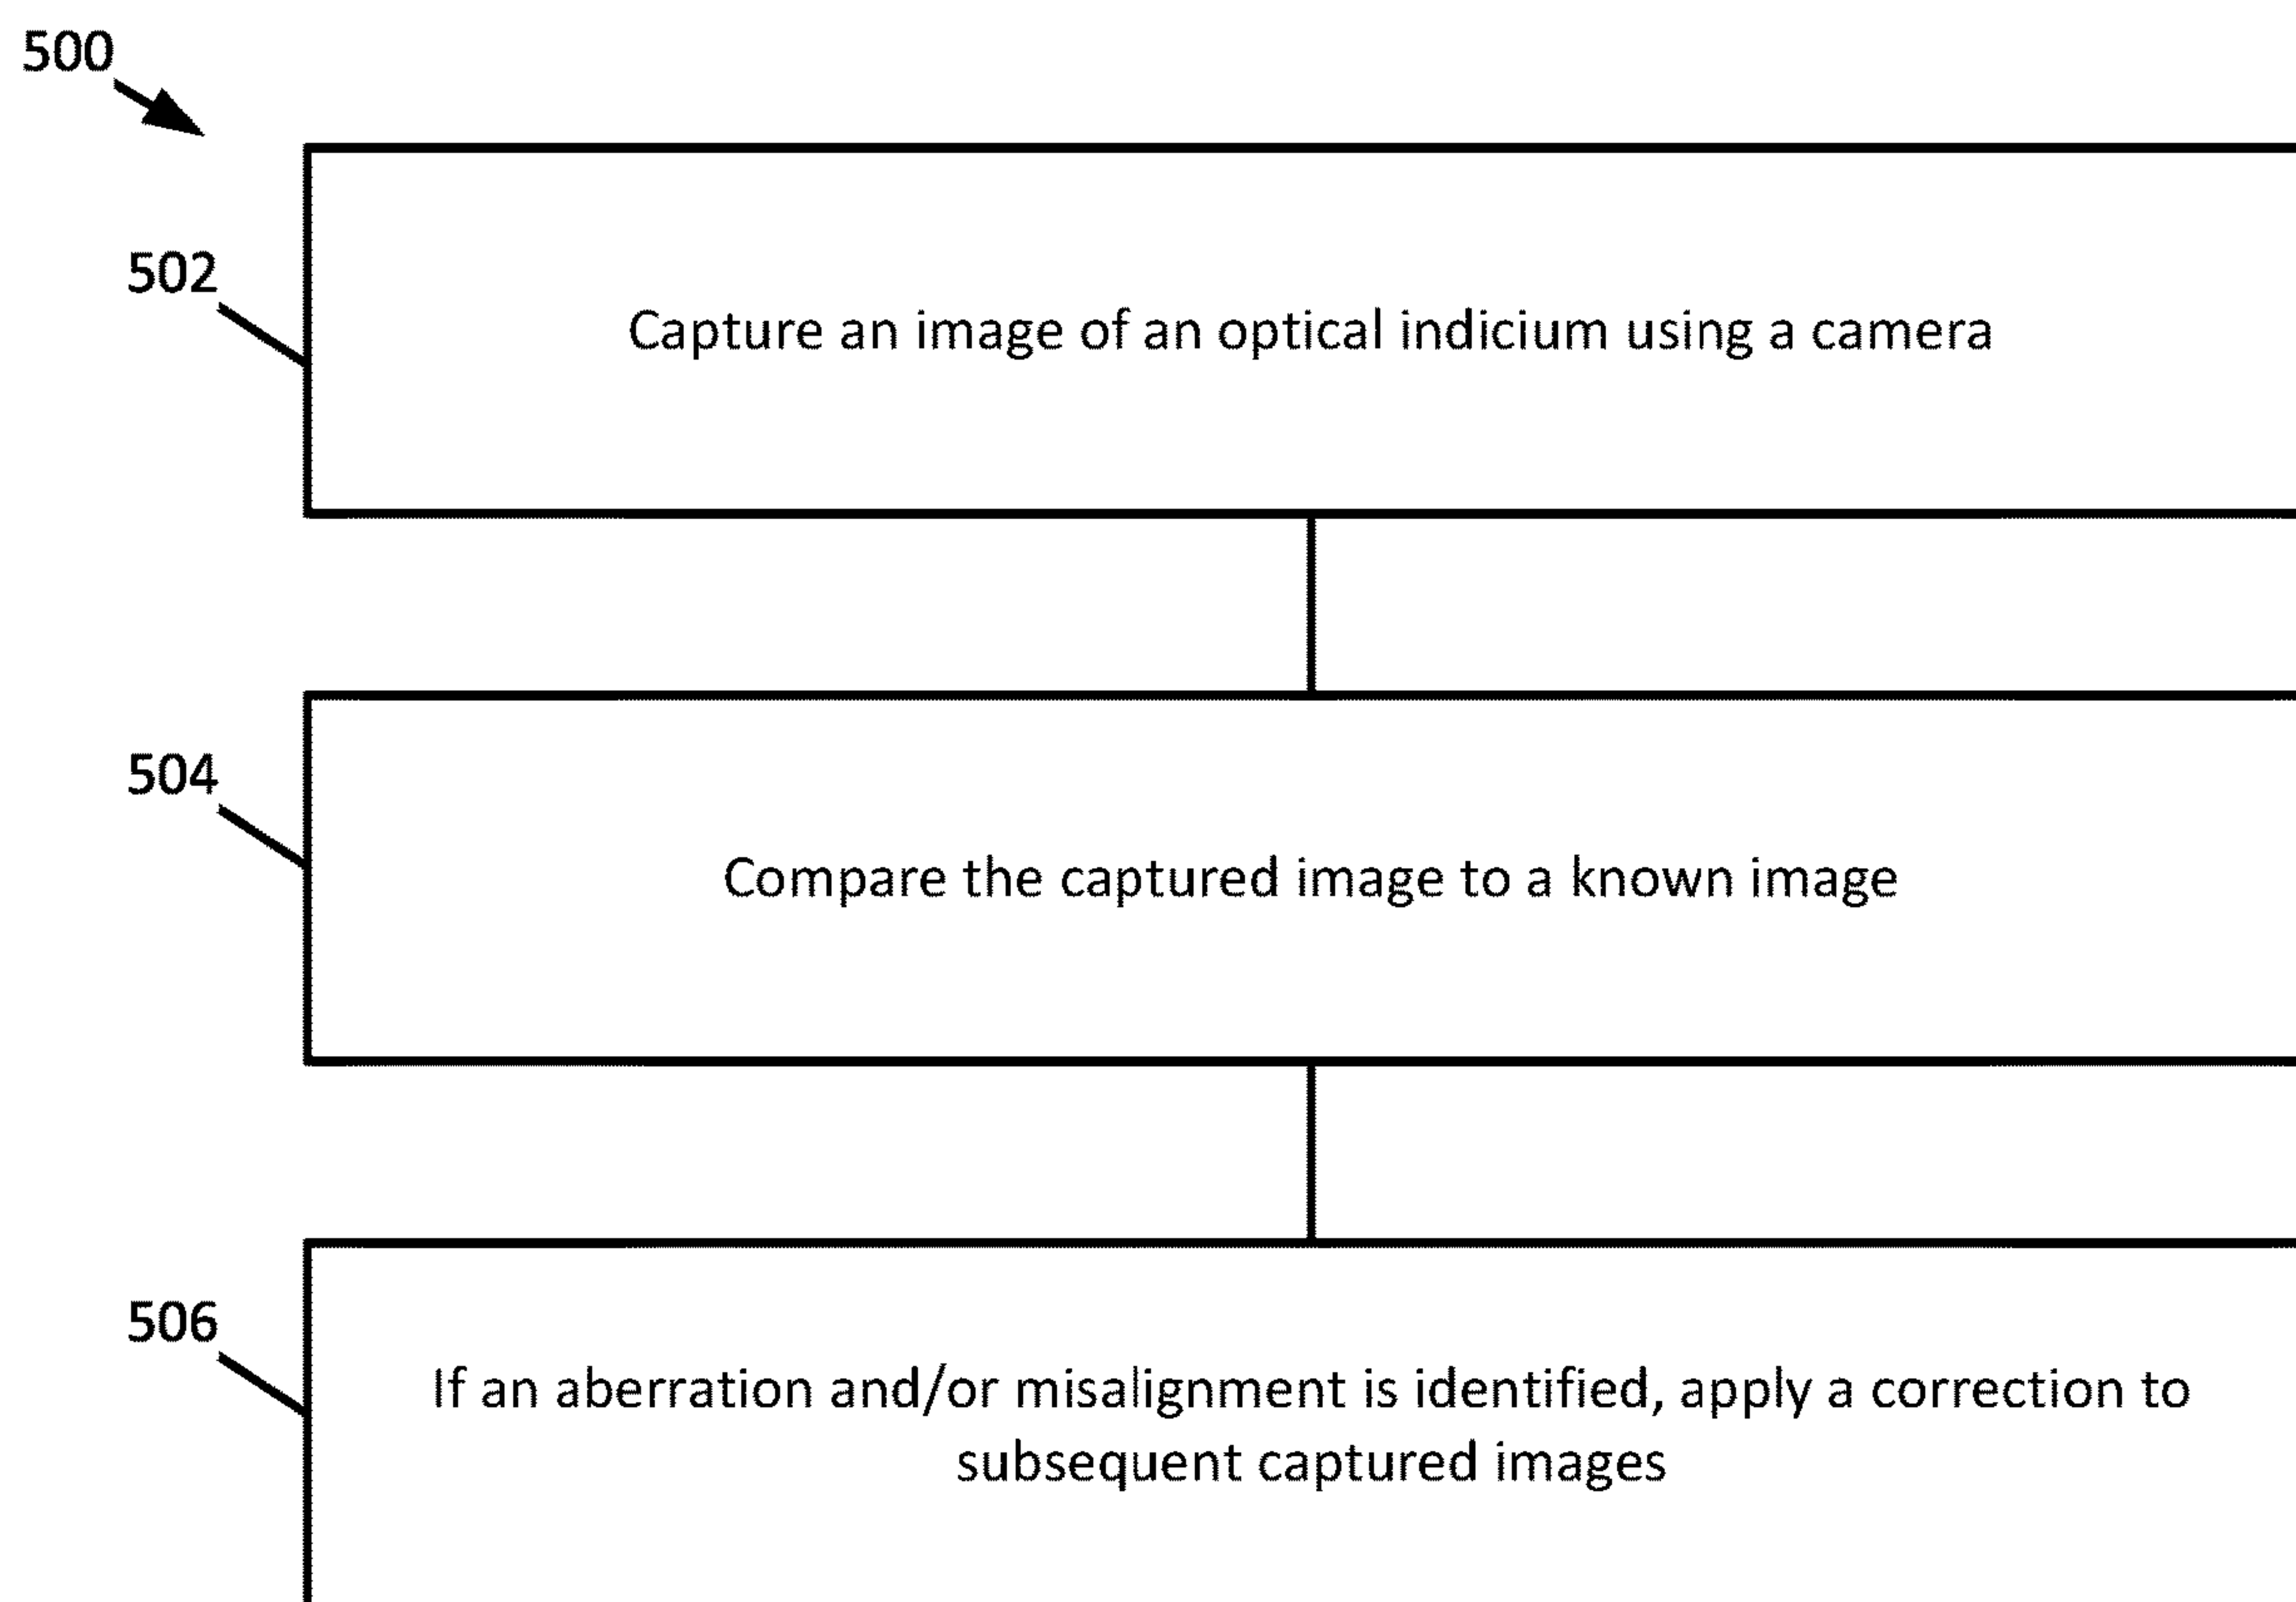 500
502
Capture an image of an optical indicium using a camera
504
Compare the captured image to a known image
506
If an aberration and/or misalignment is identified, apply a correction to
subsequent captured images